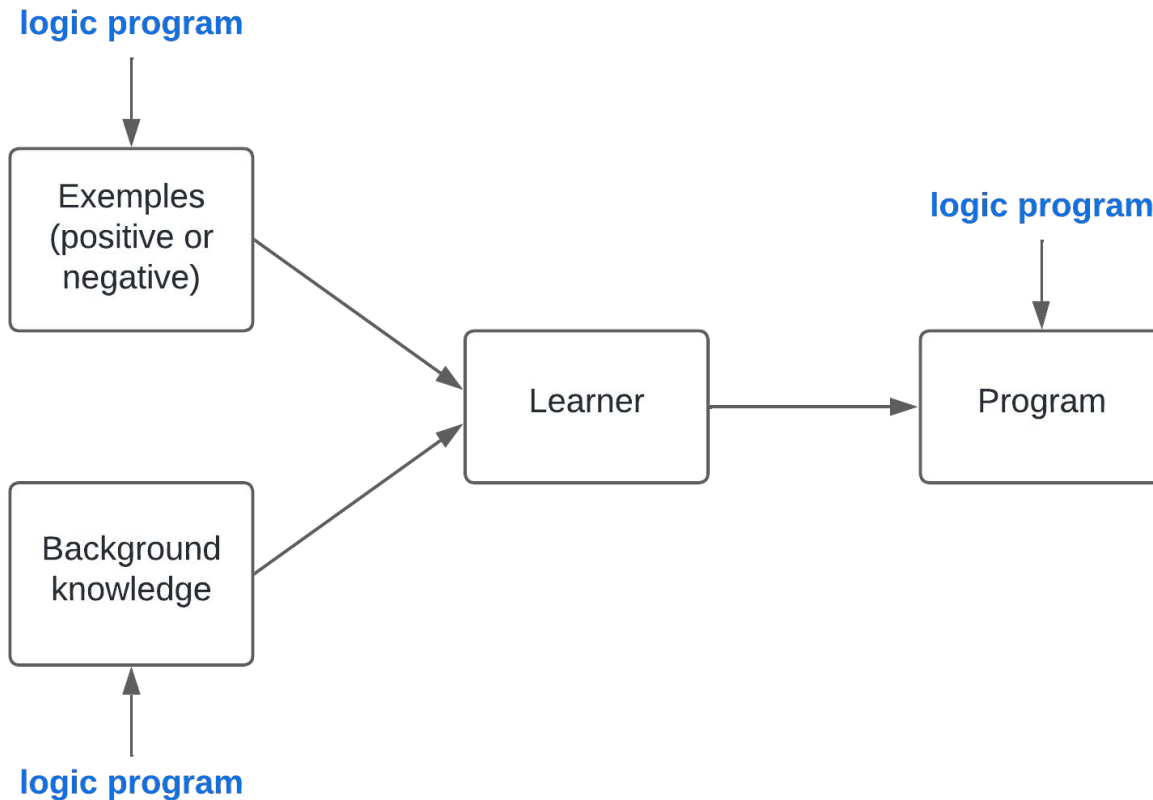 logic program
Exemples
(positive or
negative)
logic program
Learner
Program
Background
knowledge
logic program